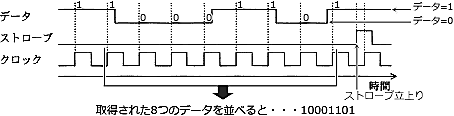 データ
1 1 0 0 0 1 1 0 1
データ=1
データ=0
ストローブ
クロック
時間
ストローブ立上り
取得された8つのデータを並べると・・・10001101